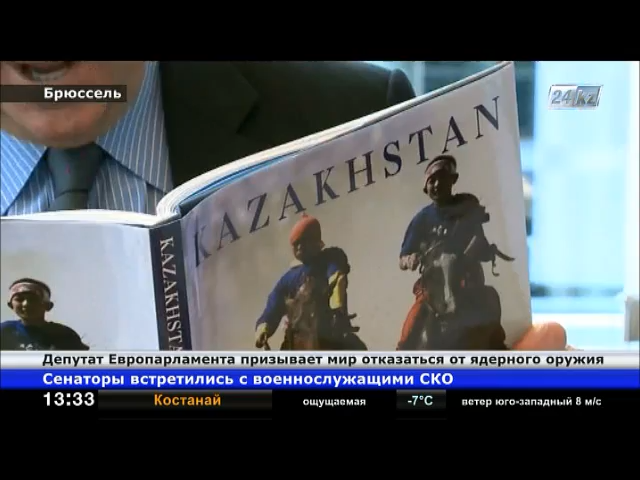 Брюссель
24kz
KAZAKHSTAN
KAZAKHSTAN
Депутат Европарламента призывает мир отказаться от ядерного оружия
Сенаторы встретились с военнослужащими СКО
13:33 Костанай ощущаемая -7°C ветер юго-западный 8 м/с